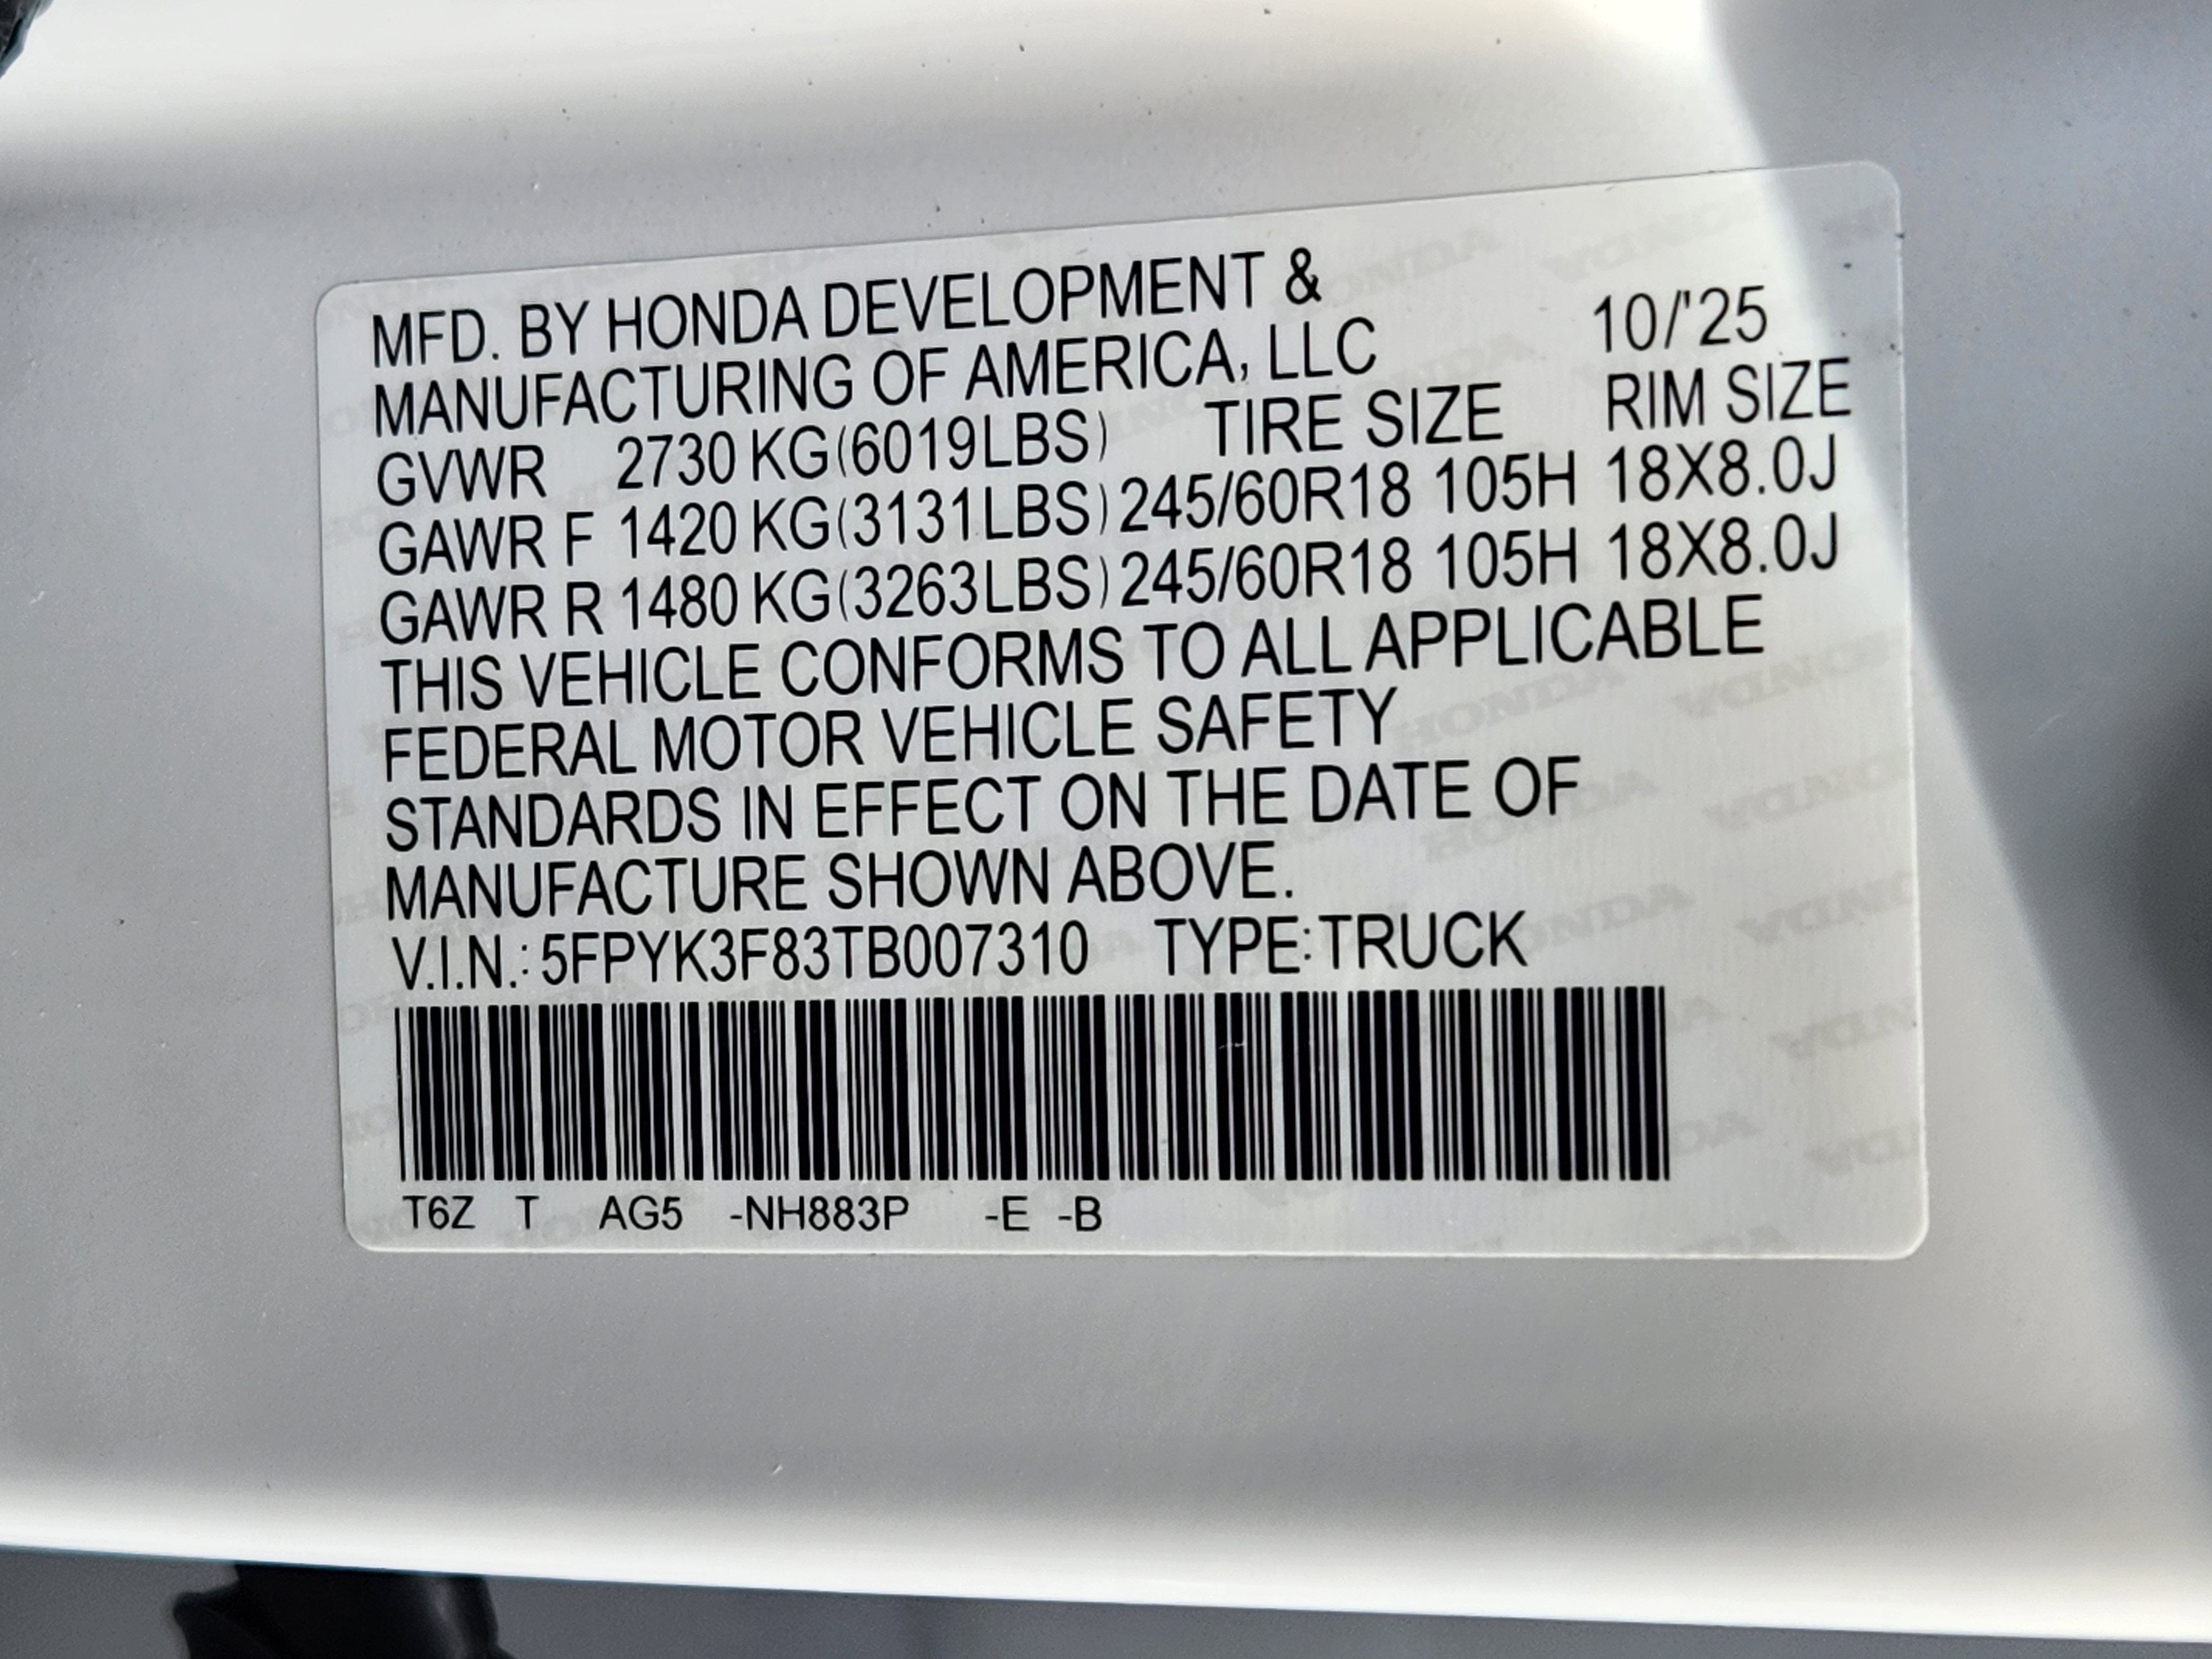 MFD. BY HONDA DEVELOPMENT &
MANUFACTURING OF AMERICA, LLC 10/'25
GVWR 2730 KG(6019LBS) TIRE SIZE RIM SIZE
GAWR F 1420 KG(3131LBS) 245/60R18 105H 18X8.0J
GAWR R 1480 KG(3263LBS) 245/60R18 105H 18X8.0J
THIS VEHICLE CONFORMS TO ALL APPLICABLE
FEDERAL MOTOR VEHICLE SAFETY
STANDARDS IN EFFECT ON THE DATE OF
MANUFACTURE SHOWN ABOVE.
V.I.N.: 5FPYK3F83TB007310 TYPE:TRUCK
T6Z T AG5 -NH883P -E -B